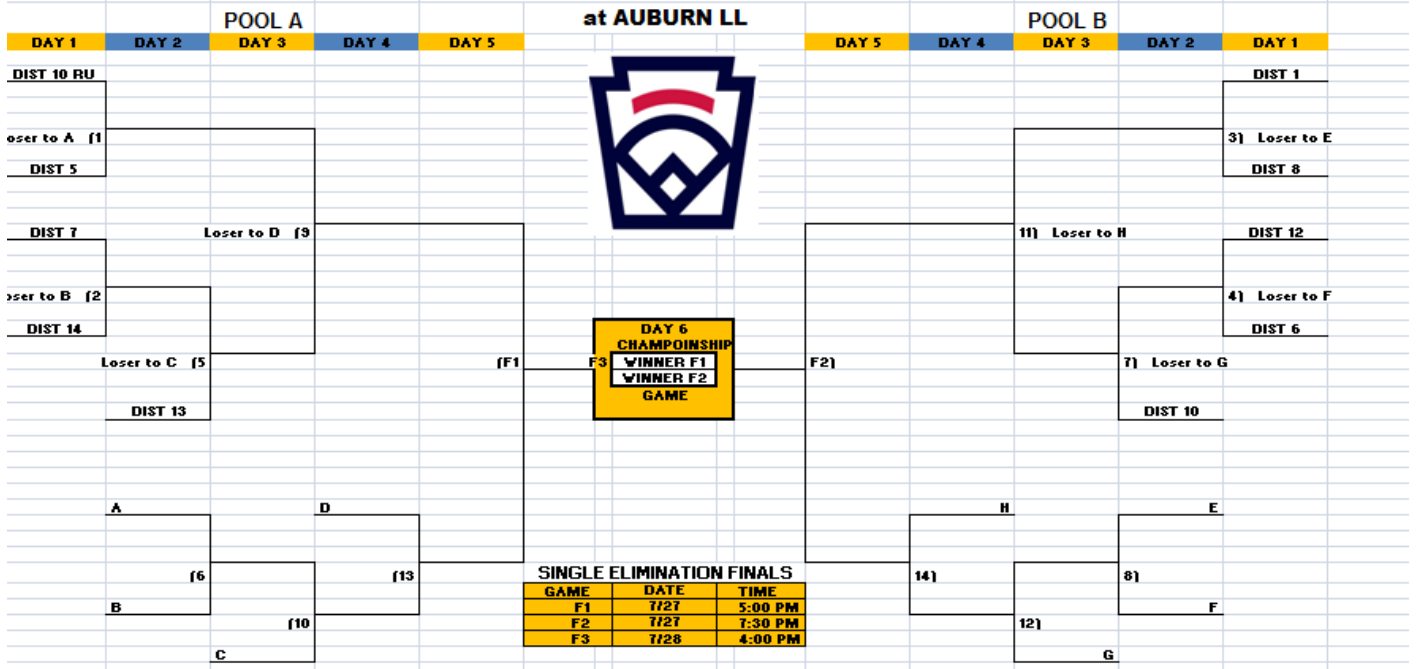 POOL A at AUBURN LL POOL B
DAY 1 DAY 2 DAY 3 DAY 4 DAY 5 DAY 5 DAY 4 DAY 3 DAY 2 DAY 1
DIST 10 RU DIST 1
oser to A (1 3) Loser to E
DIST 5 DIST 8
DIST 7 Loser to D (9 11) Loser to H DIST 12
oser to B (2 4) Loser to F
DIST 14 DAY 6 DIST 6
CHAMPOINSHIP
Loser to C (5 (F1 F3 WINNER F1 F2) 7) Loser to G
WINNER F2
GAME
DIST 13 DIST 10
A D H E
(6 (13 SINGLE ELIMINATION FINALS 14) 8)
GAME DATE TIME
B F1 7/27 5:00 PM F
(10 F2 7/27 7:30 PM 12)
F3 7/28 4:00 PM
C G